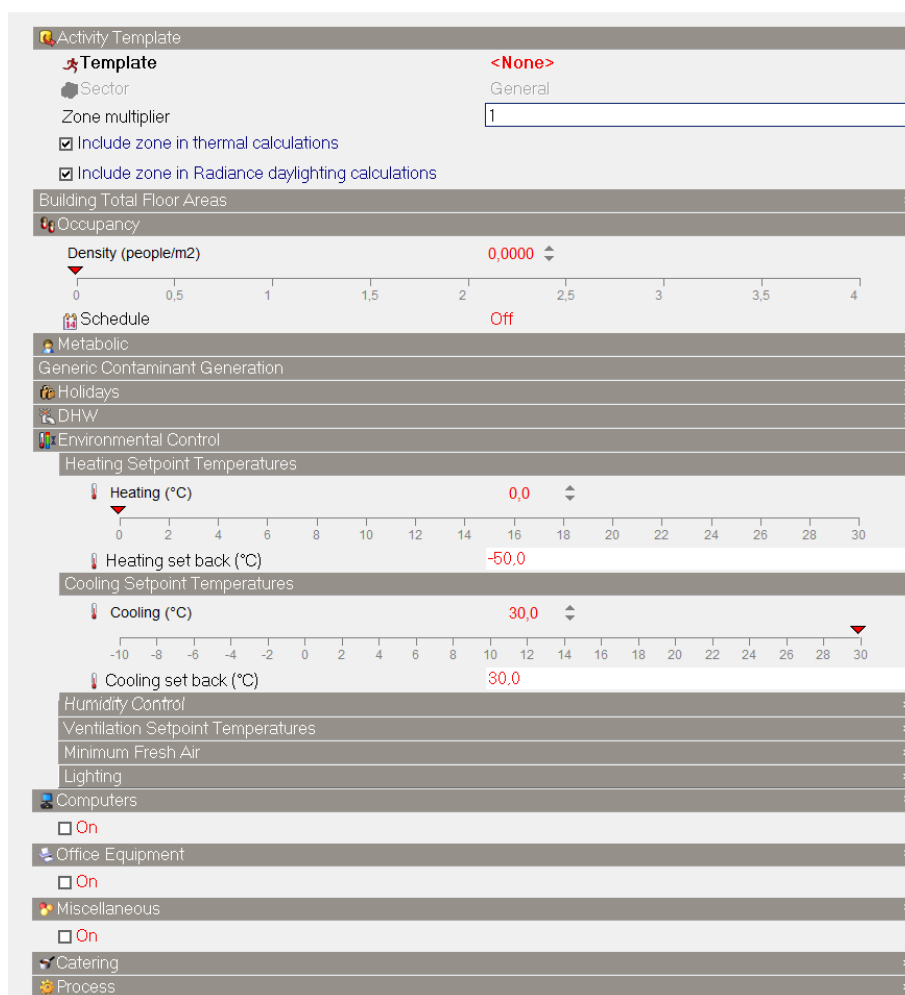 Activity Template
Template <None>
Sector General
Zone multiplier 1
Include zone in thermal calculations
Include zone in Radiance daylighting calculations
Building Total Floor Areas
Occupancy
Density (people/m2) 0,0000
0 0,5 1 1,5 2 2,5 3 3,5 4
Schedule Off
Metabolic
Generic Contaminant Generation
Holidays
DHW
Environmental Control
Heating Setpoint Temperatures
Heating (°C) 0,0
0 2 4 6 8 10 12 14 16 18 20 22 24 26 28 30
Heating set back (°C) -50,0
Cooling Setpoint Temperatures
Cooling (°C) 30,0
-10 -8 -6 -4 -2 0 2 4 6 8 10 12 14 16 18 20 22 24 26 28 30
Cooling set back (°C) 30,0
Humidity Control
Ventilation Setpoint Temperatures
Minimum Fresh Air
Lighting
Computers
On
Office Equipment
On
Miscellaneous
On
Catering
Process